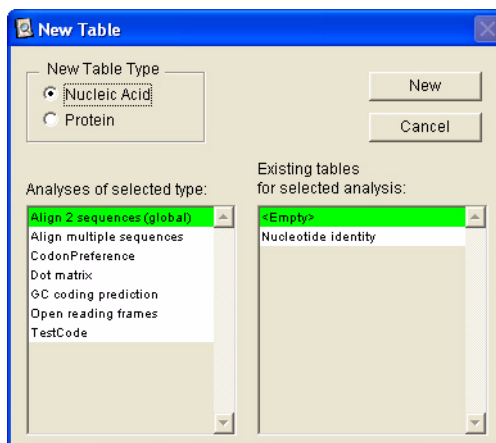 New Table
New Table Type
Nucleic Acid
Protein
New
Cancel
Analyses of selected type:
Align 2 sequences (global)
Align multiple sequences
CodonPreference
Dot matrix
GC coding prediction
Open reading frames
TestCode
Existing tables
for selected analysis:
<Empty>
Nucleotide identity